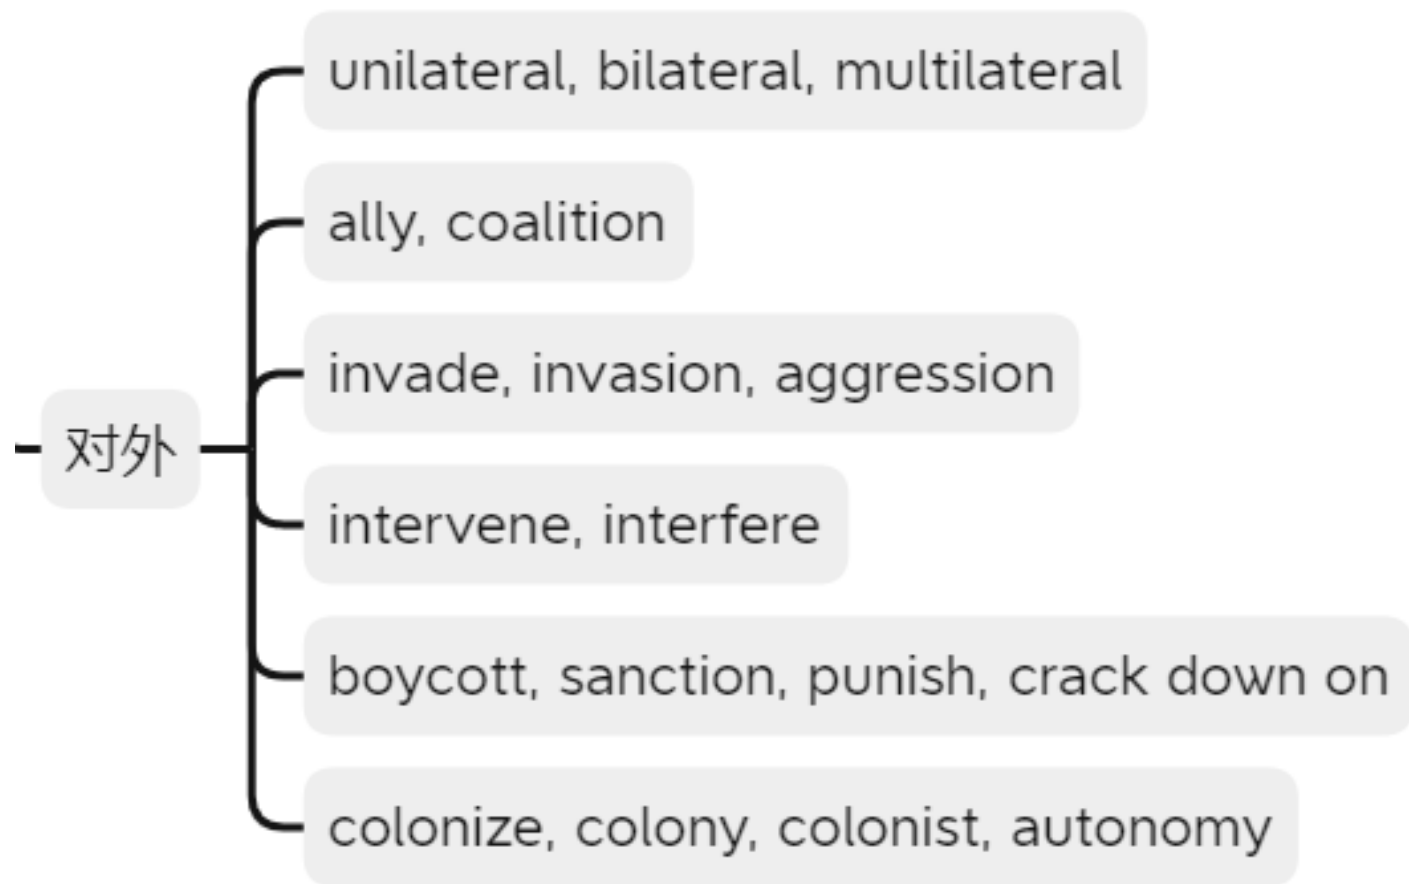 unilateral, bilateral, multilateral
ally, coalition
invade, invasion, aggression
对外
intervene, interfere
boycott, sanction, punish, crack down on
colonize, colony, colonist, autonomy